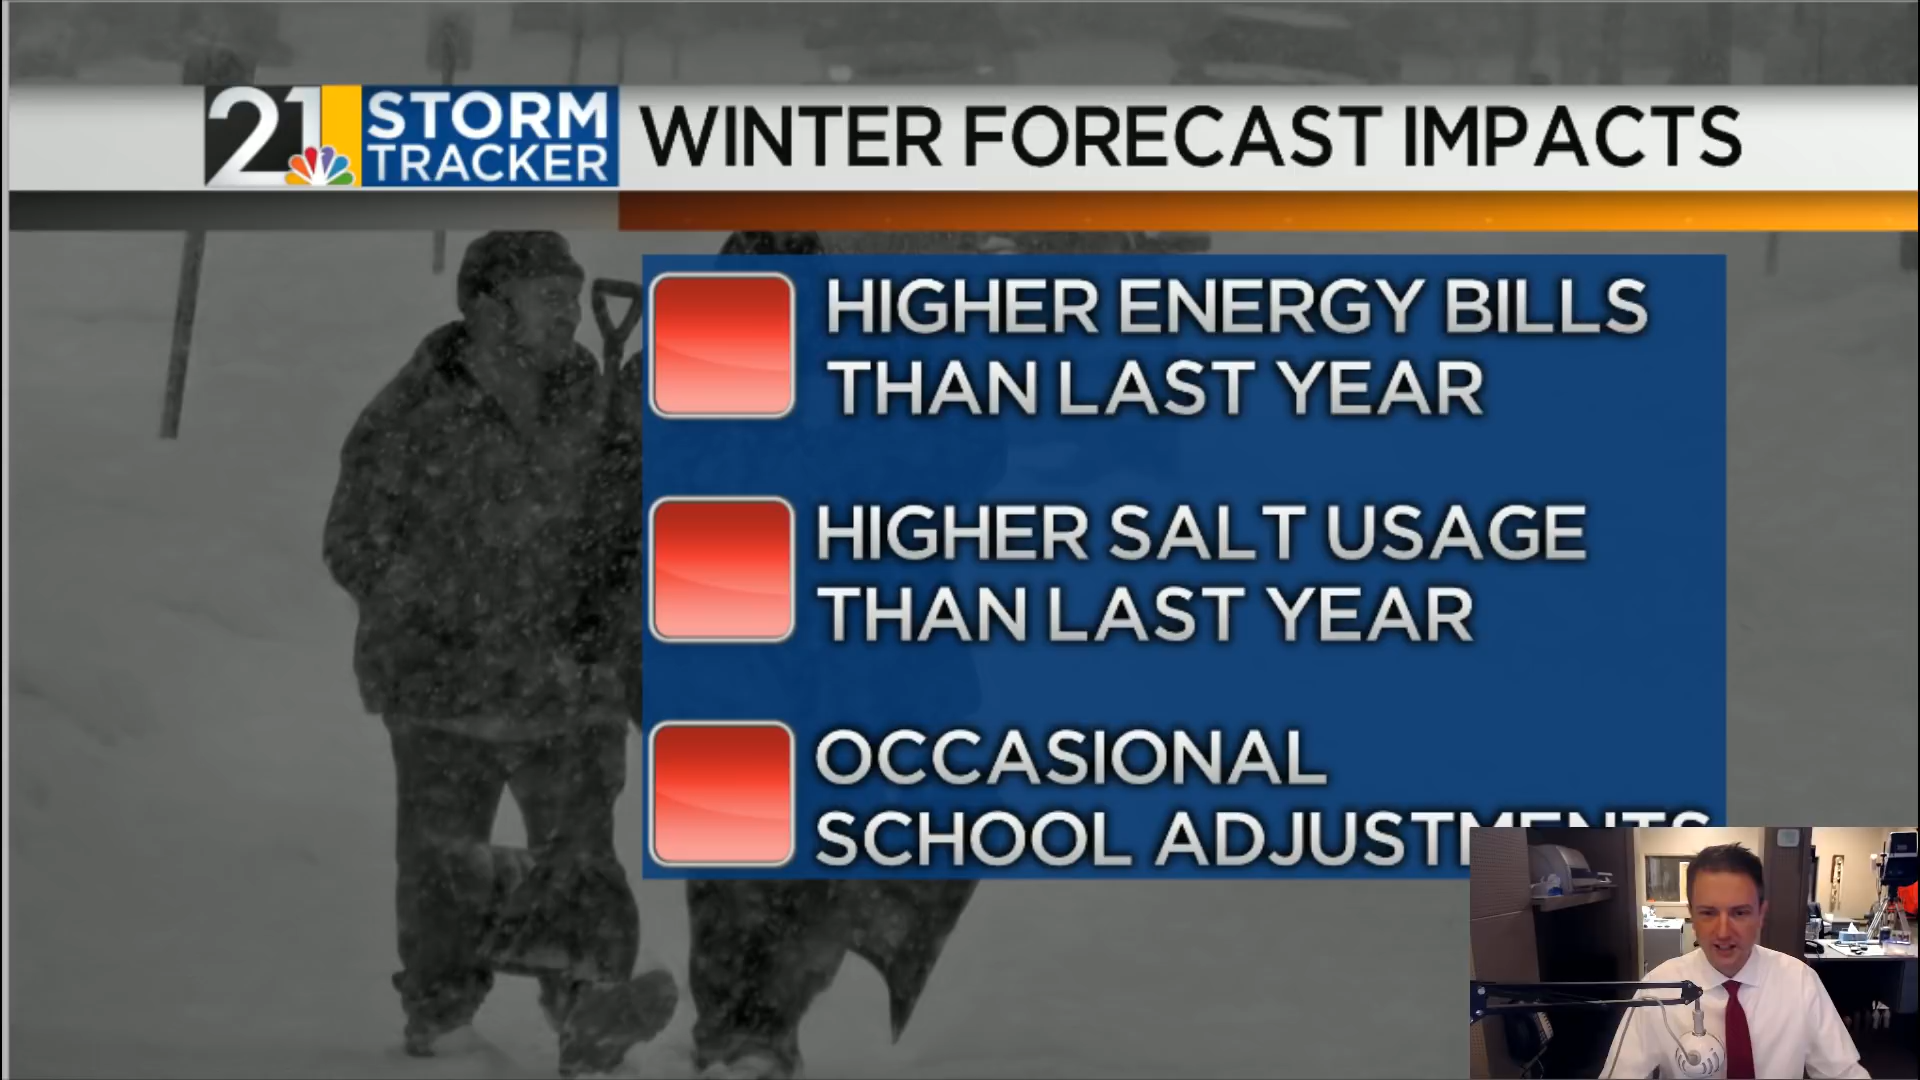 21 STORM
TRACKER
WINTER FORECAST IMPACTS
HIGHER ENERGY BILLS
THAN LAST YEAR
HIGHER SALT USAGE
THAN LAST YEAR
OCCASIONAL
SCHOOL ADJUSTMENTS